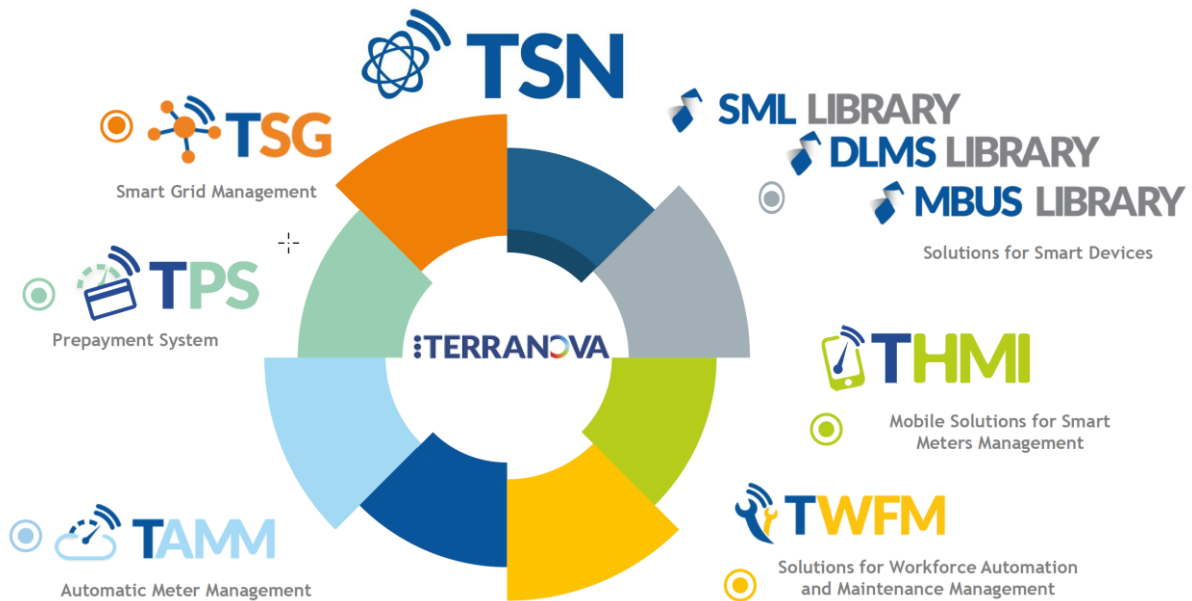 TSN
TSG
Smart Grid Management
SML LIBRARY
DLMS LIBRARY
MBUS LIBRARY
Solutions for Smart Devices
TPS
Prepayment System
TERRANOVA
THMI
Mobile Solutions for Smart
Meters Management
TAMM
Automatic Meter Management
TWFM
Solutions for Workforce Automation
and Maintenance Management